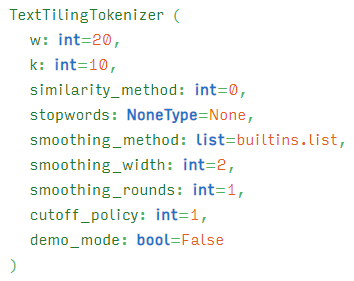 TextTilingTokenizer (
w: int=20,
k: int=10,
similarity_method: int=0,
stopwords: NoneType=None,
smoothing_method: list=builtins.list,
smoothing_width: int=2,
smoothing_rounds: int=1,
cutoff_policy: int=1,
demo_mode: bool=False
)